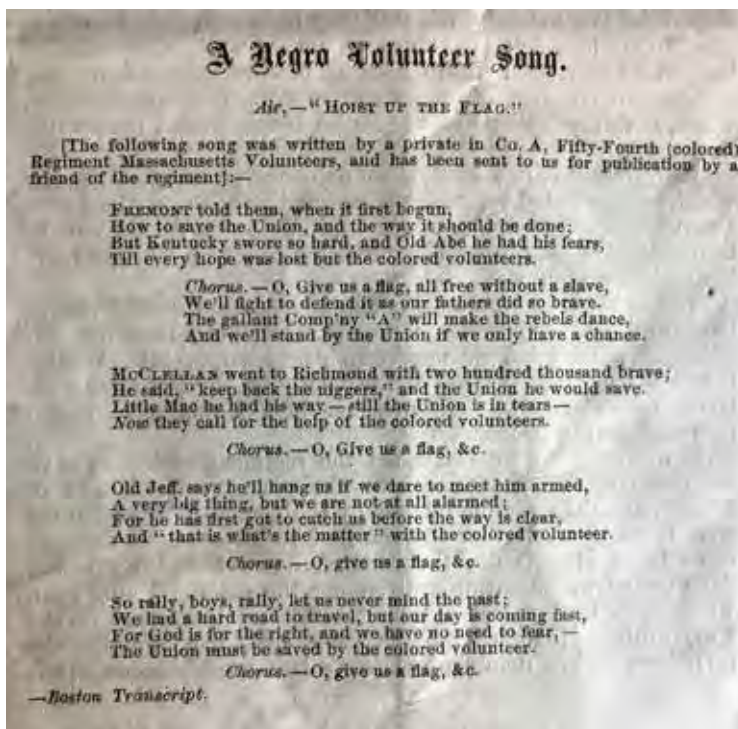 A Negro Volunteer Song.
Air,—"HOIST UP THE FLAG."
[The following song was written by a private in Co. A, Fifty-Fourth (colored)
Regiment Massachusetts Volunteers, and has been sent to us for publication by a
friend of the regiment]:—
FREMONT told them, when it first begun,
How to save the Union, and the way it should be done;
But Kentucky swore so hard, and Old Abe he had his fears,
Till every hope was lost but the colored volunteers.
Chorus.—O, Give us a flag, all free without a slave,
We'll fight to defend it as our fathers did so brave.
The gallant Comp'ny "A" will make the rebels dance,
And we'll stand by the Union if we only have a chance.
MCCLELLAN went to Richmond with two hundred thousand brave;
He said, "keep back the niggers," and the Union he would save.
Little Mac he had his way—still the Union is in tears—
Now they call for the help of the colored volunteers.
Chorus.—O, Give us a flag, &c.
Old Jeff. says he'll hang us if we dare to meet him armed,
A very big thing, but we are not at all alarmed;
For he has first got to catch us before the way is clear,
And "that is what's the matter" with the colored volunteer.
Chorus.—O, give us a flag, &c.
So rally, boys, rally, let us never mind the past;
We had a hard road to travel, but our day is coming fast,
For God is for the right, and we have no need to fear,—
The Union must be saved by the colored volunteer.
Chorus.—O, give us a flag, &c.
—Boston Transcript.